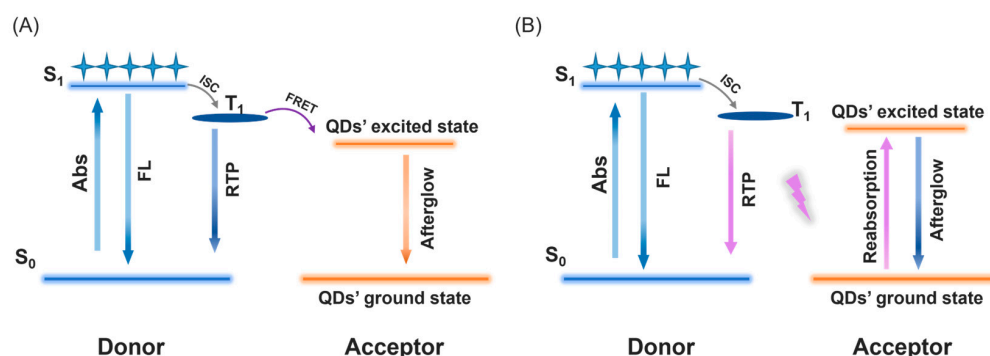 (A)
S1
ISC
T1
FRET
QDs' excited state
Abs
FL
RTP
Afterglow
S0
QDs' ground state
Donor
Acceptor
(B)
S1
ISC
T1
QDs' excited state
Abs
FL
RTP
Reabsorption
Afterglow
S0
QDs' ground state
Donor
Acceptor